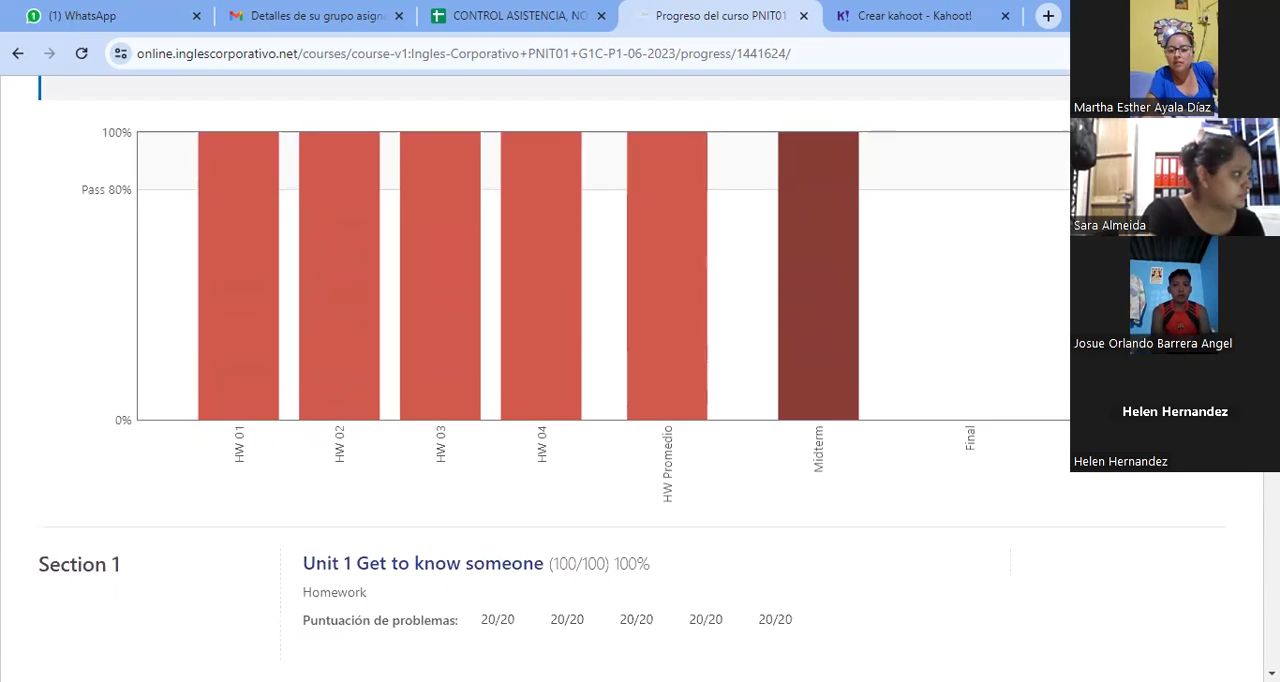 (1) WhatsApp
Detalles de su grupo asigna
CONTROL ESISTENCIA, NO
Progreso del curso PNIT01
K! Crear kahoot - Kahoot!
online.inglescorporativo.net/courses/course-v1:Ingles-Corporativo+PNIT01+G1C-P1-06-2023/progress/1441624/
Martha Esther Ayala Díaz
Sara Almeida
Josue Orlando Barrera Angel
Helen Hernandez
Helen Hernandez
100%
Pass 80%
0%
HW 01
HW 02
HW 03
HW 04
HW Promedio
Midterm
Final
Section 1
Unit 1 Get to know someone (100/100) 100%
Homework
Puntuación de problemas: 20/20 20/20 20/20 20/20 20/20